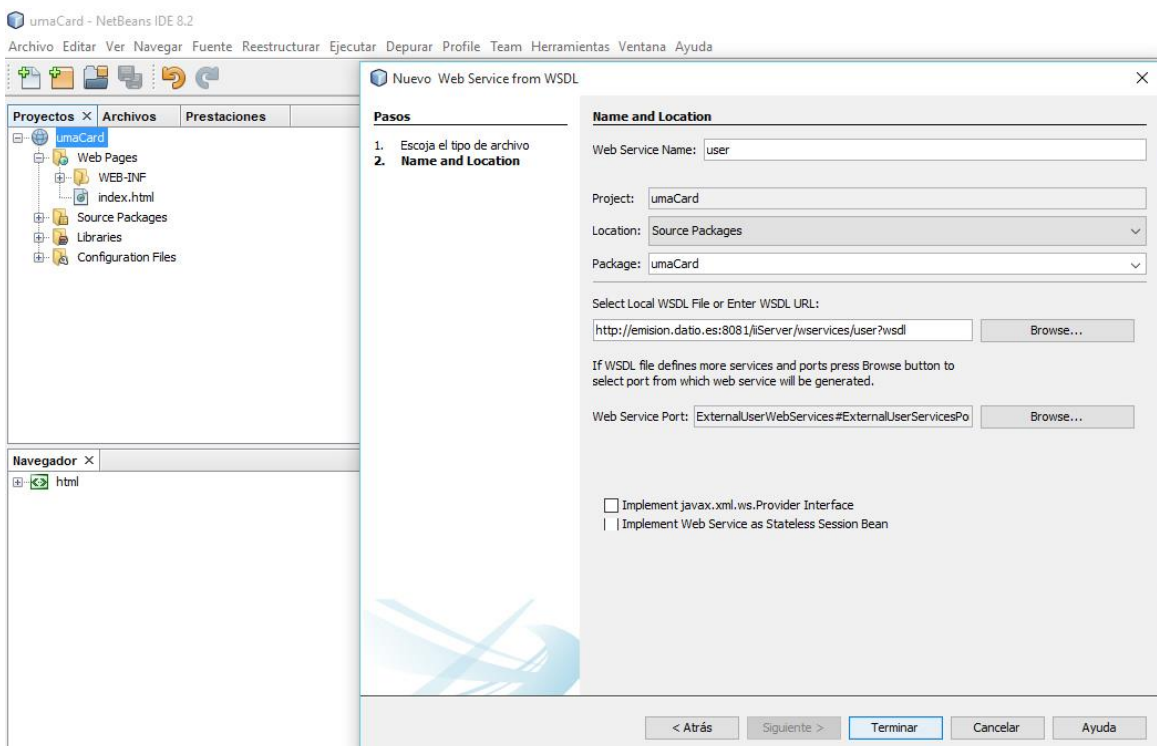 umaCard - NetBeans IDE 8.2
Archivo Editar Ver Navegar Fuente Reestructurar Ejecutar Depurar Profile Team Herramientas Ventana Ayuda
Proyectos Archivos Prestaciones
umaCard
Web Pages
WEB-INF
index.html
Source Packages
Libraries
Configuration Files
Navegador
html
Nuevo Web Service from WSDL
Pasos
1. Escoja el tipo de archivo
2. Name and Location
Name and Location
Web Service Name: user
Project: umaCard
Location: Source Packages
Package: umaCard
Select Local WSDL File or Enter WSDL URL:
http://emision.datio.es:8081/iiServer/wservices/user?wsdl Browse...
If WSDL file defines more services and ports press Browse button to
select port from which web service will be generated.
Web Service Port: ExternalUserWebServices#ExternalUserServicesPo Browse...
Implement javax.xml.ws.Provider Interface
Implement Web Service as Stateless Session Bean
< Atrás Siguiente > Terminar Cancelar Ayuda